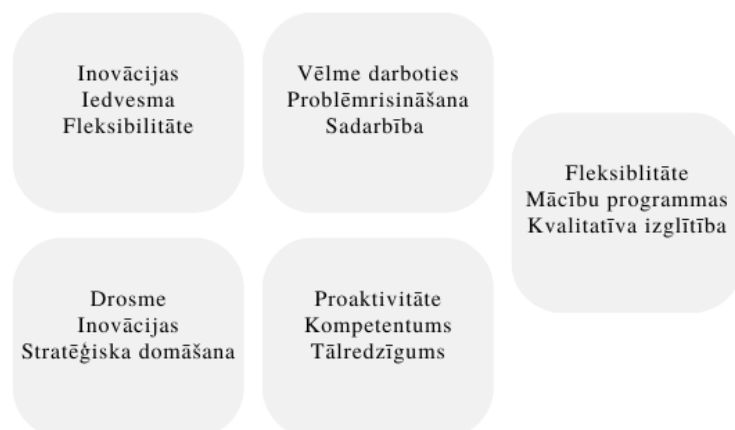 Inovācijas
Iedvesma
Fleksibilitāte
Vēlme darboties
Problēmrisināšana
Sadarbība
Fleksiblitāte
Mācību programmas
Kvalitatīva izglītība
Drosme
Inovācijas
Stratēģiska domāšana
Proaktivitāte
Kompetentums
Tālredzīgums